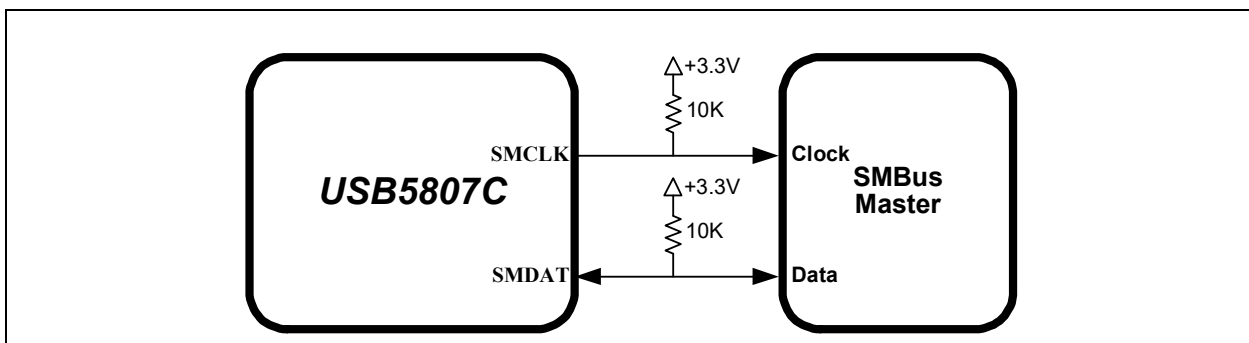 +3.3V
10K
SMCLK
Clock
USB5807C
SMBus
Master
+3.3V
10K
SMDAT
Data